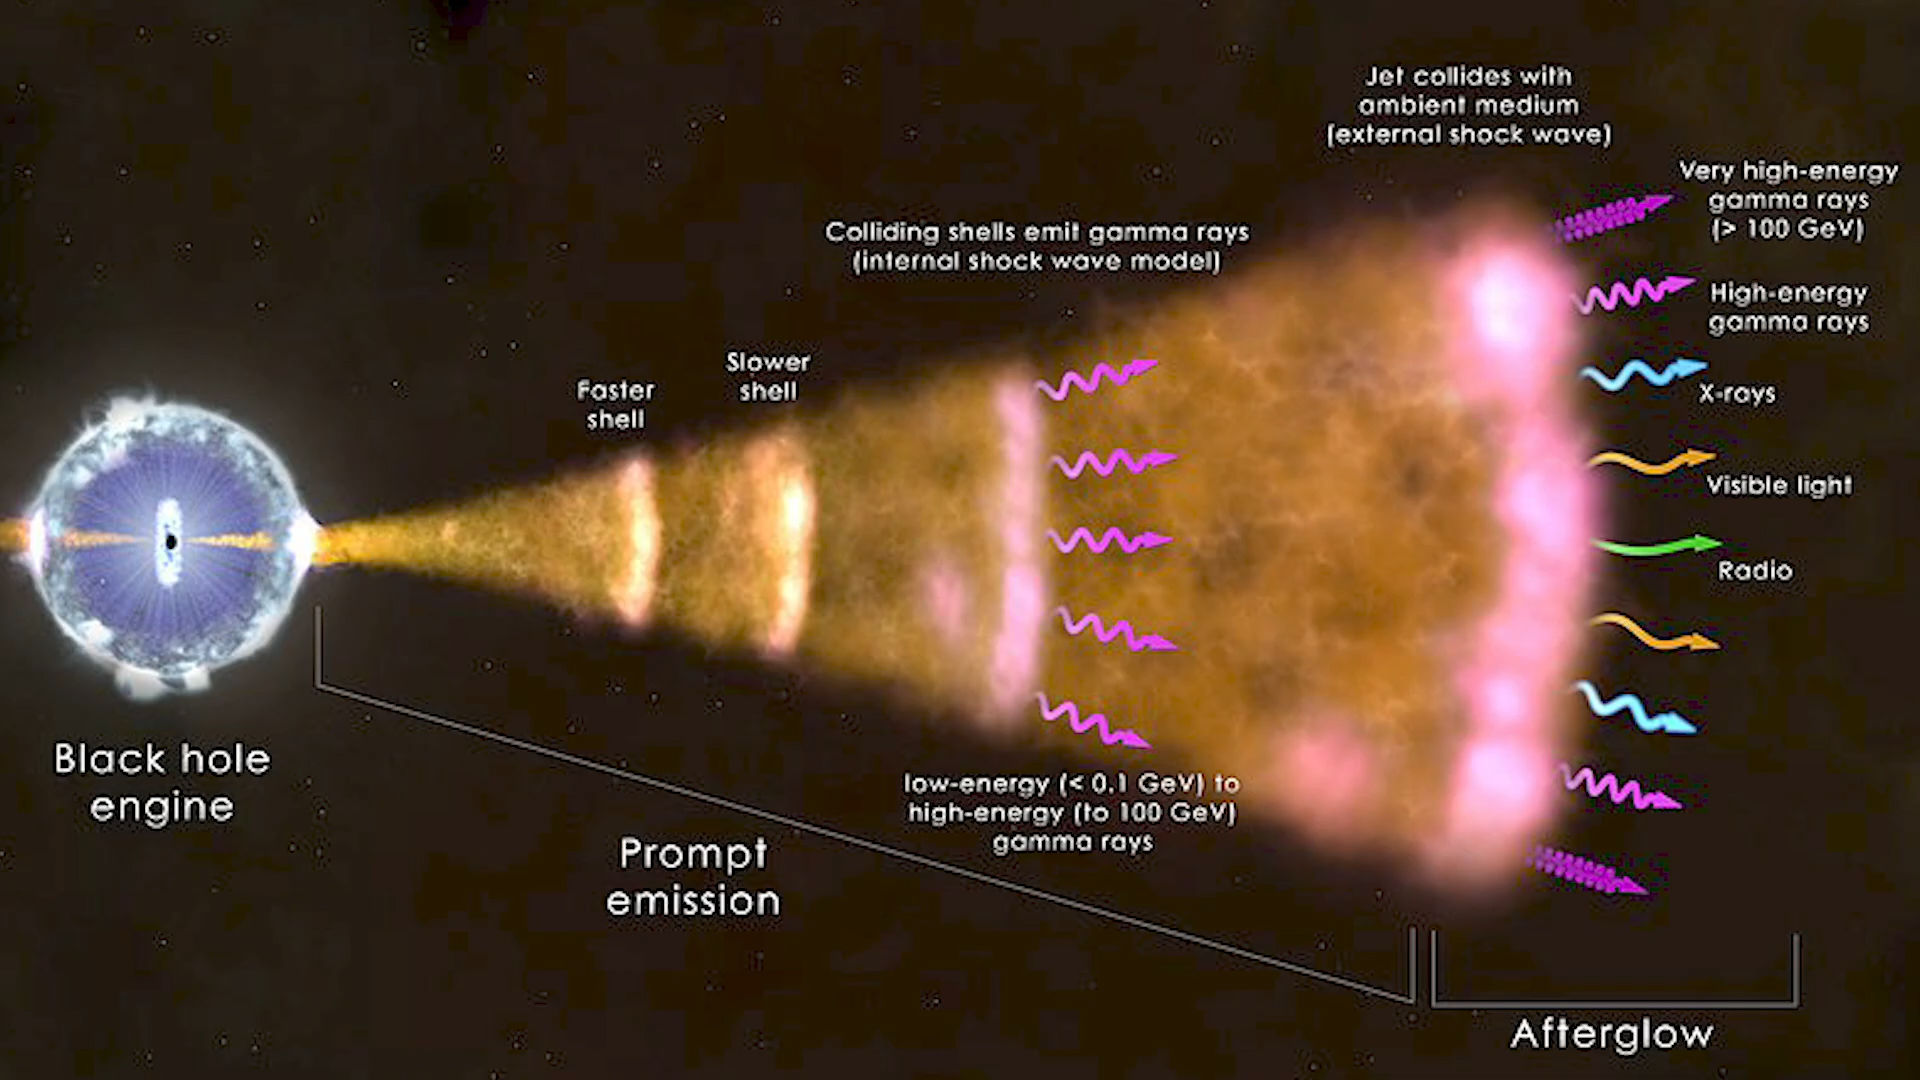 Jet collides with
ambient medium
(external shock wave)
Very high-energy
gamma rays
(> 100 GeV)
Colliding shells emit gamma rays
(internal shock wave model)
High-energy
gamma rays
Slower
shell
Faster
shell
X-rays
Visible light
Radio
Black hole
engine
low-energy (< 0.1 GeV) to
high-energy (to 100 GeV)
gamma rays
Prompt
emission
Afterglow